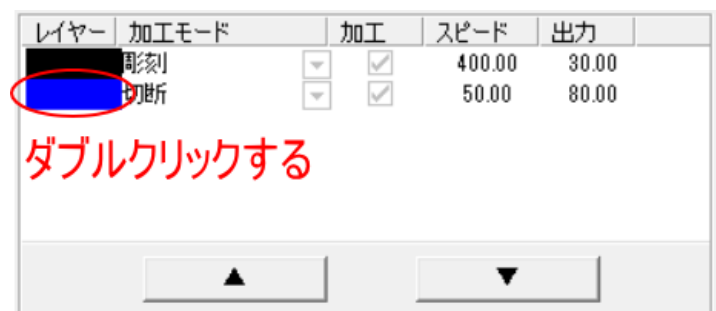 レイヤー 加工モード 加工 スピード 出力
彫刻 400.00 30.00
切断 50.00 80.00
ダブルクリックする
▲ ▼